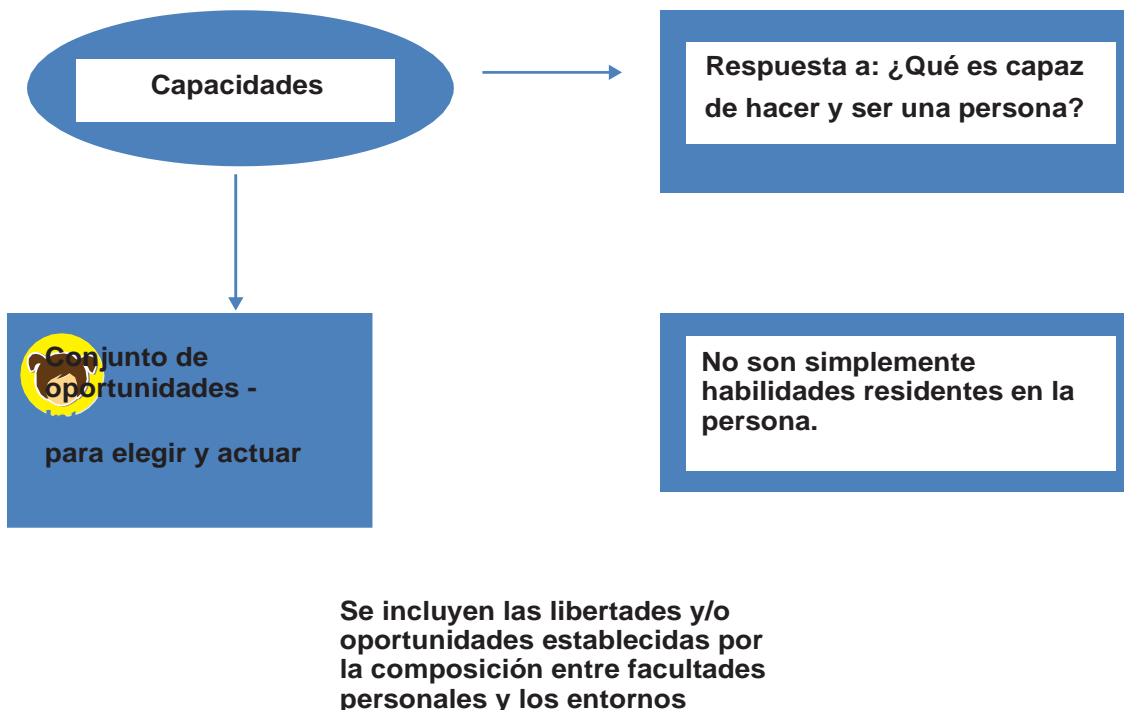 Capacidades
Respuesta a: ¿Qué es capaz
de hacer y ser una persona?
Conjunto de
oportunidades -
para elegir y actuar
No son simplemente
habilidades residentes en la
persona.
Se incluyen las libertades y/o
oportunidades establecidas por
la composición entre facultades
personales y los entornos